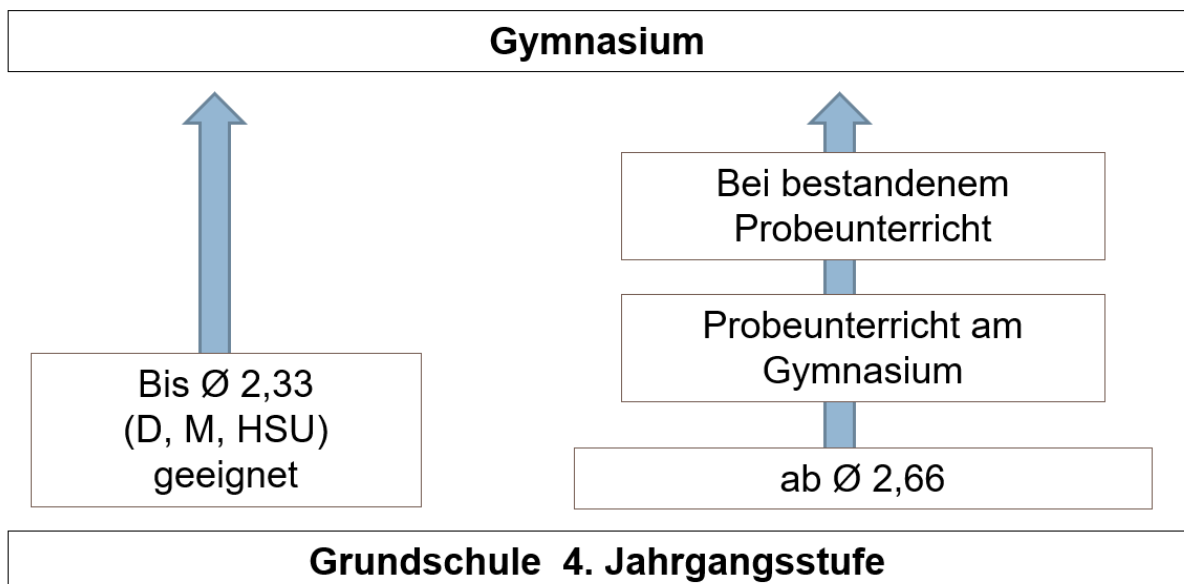 Gymnasium
Bei bestandenem
Probeunterricht
Probeunterricht am
Gymnasium
Bis Ø 2,33
(D, M, HSU)
geeignet
ab Ø 2,66
Grundschule  4. Jahrgangsstufe